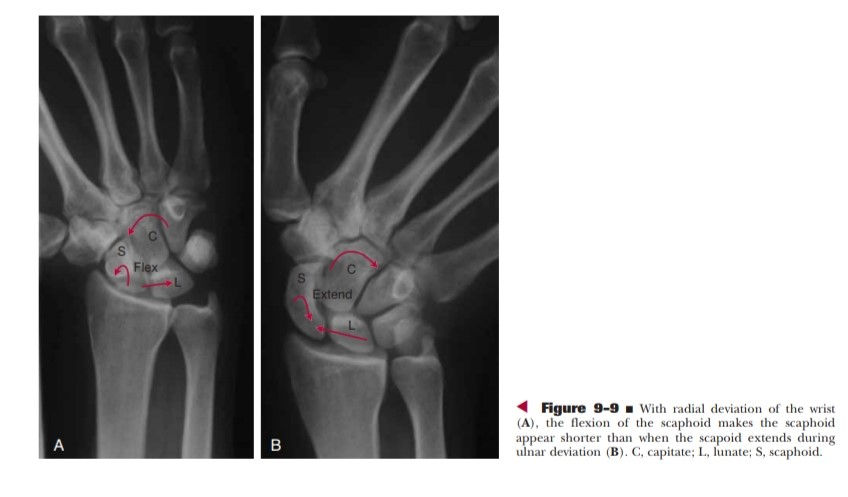 C
S
Flex
L
A
C
S
Extend
L
B
◀ Figure 9-9 ■ With radial deviation of the wrist
(A), the flexion of the scaphoid makes the scaphoid
appear shorter than when the scapoid extends during
ulnar deviation (B). C, capitate; L, lunate; S, scaphoid.